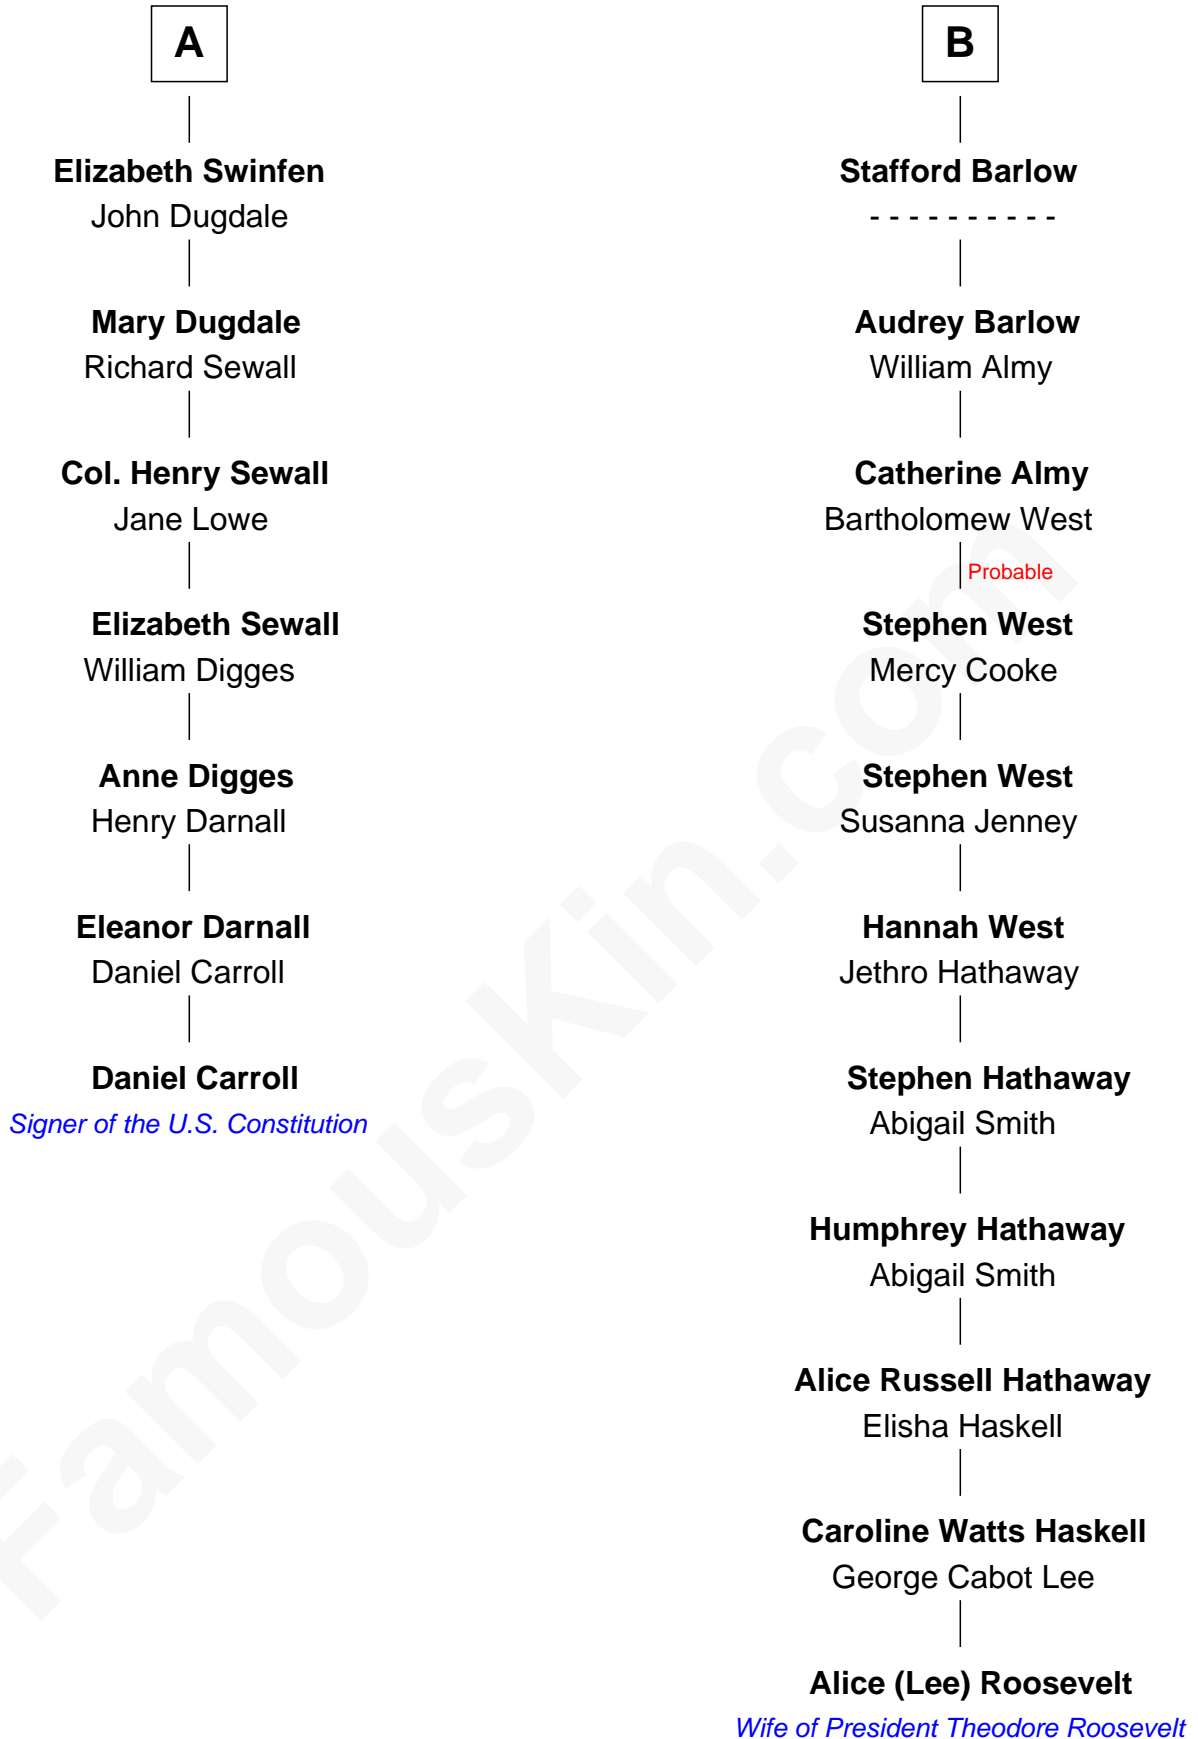 A
Elizabeth Swinfen
John Dugdale
Mary Dugdale
Richard Sewall
Col. Henry Sewall
Jane Lowe
Elizabeth Sewall
William Digges
Anne Digges
Henry Darnall
Eleanor Darnall
Daniel Carroll
Daniel Carroll
Signer of the U.S. Constitution
B
Stafford Barlow
- - - - - - - - - -
Audrey Barlow
William Almy
Catherine Almy
Bartholomew West
Probable
Stephen West
Mercy Cooke
Stephen West
Susanna Jenney
Hannah West
Jethro Hathaway
Stephen Hathaway
Abigail Smith
Humphrey Hathaway
Abigail Smith
Alice Russell Hathaway
Elisha Haskell
Caroline Watts Haskell
George Cabot Lee
Alice (Lee) Roosevelt
Wife of President Theodore Roosevelt
FamousKin.com